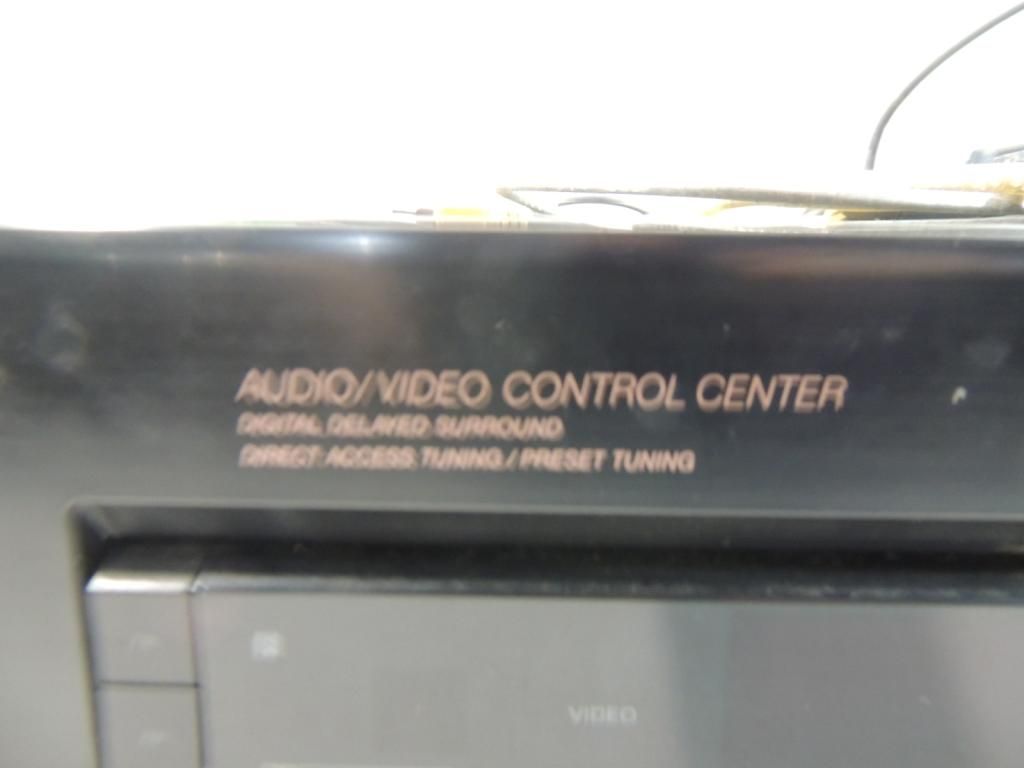 AUDIO/VIDEO CONTROL CENTER
DIGITAL DELAYED SURROUND
DIRECT ACCESS TUNING / PRESET TUNING
VIDEO